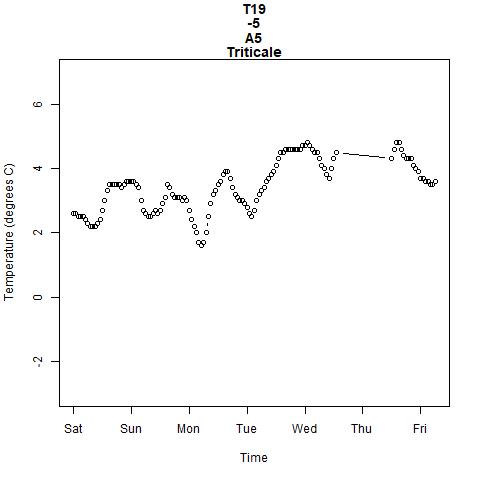 T19
-5
A5
Triticale
Temperature (degrees C)
6
4
2
0
-2
Sat Sun Mon Tue Wed Thu Fri
Time